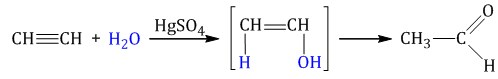 CH≡CH + H₂O HgSO₄ [CH=CH] CH₃—C O
H OH H